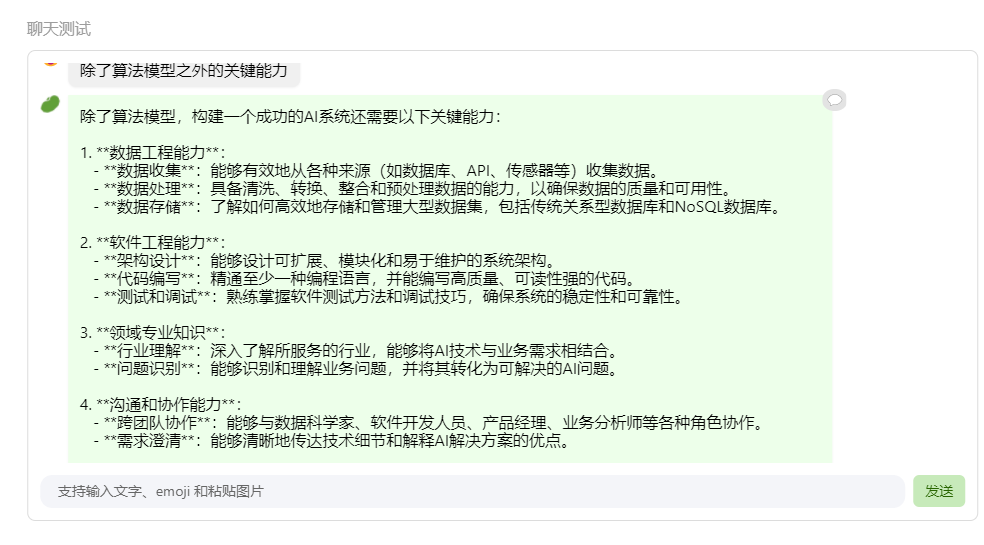 聊天测试
除了算法模型之外的关键能力
除了算法模型，构建一个成功的AI系统还需要以下关键能力：
1. **数据工程能力**：
- **数据收集**：能够有效地从各种来源（如数据库、API、传感器等）收集数据。
- **数据处理**：具备清洗、转换、整合和预处理数据的能力，以确保数据的质量和可用性。
- **数据存储**：了解如何高效地存储和管理大型数据集，包括传统关系型数据库和NoSQL数据库。
2. **软件工程能力**：
- **架构设计**：能够设计可扩展、模块化和易于维护的系统架构。
- **代码编写**：精通至少一种编程语言，并能编写高质量、可读性强的代码。
- **测试和调试**：熟练掌握软件测试方法和调试技巧，确保系统的稳定性和可靠性。
3. **领域专业知识**：
- **行业理解**：深入了解所服务的行业，能够将AI技术与业务需求相结合。
- **问题识别**：能够识别和理解业务问题，并将其转化为可解决的AI问题。
4. **沟通和协作能力**：
- **跨团队协作**：能够与数据科学家、软件开发人员、产品经理、业务分析师等各种角色协作。
- **需求澄清**：能够清晰地传达技术细节和解释AI解决方案的优点。
支持输入文字、emoji 和粘贴图片
发送